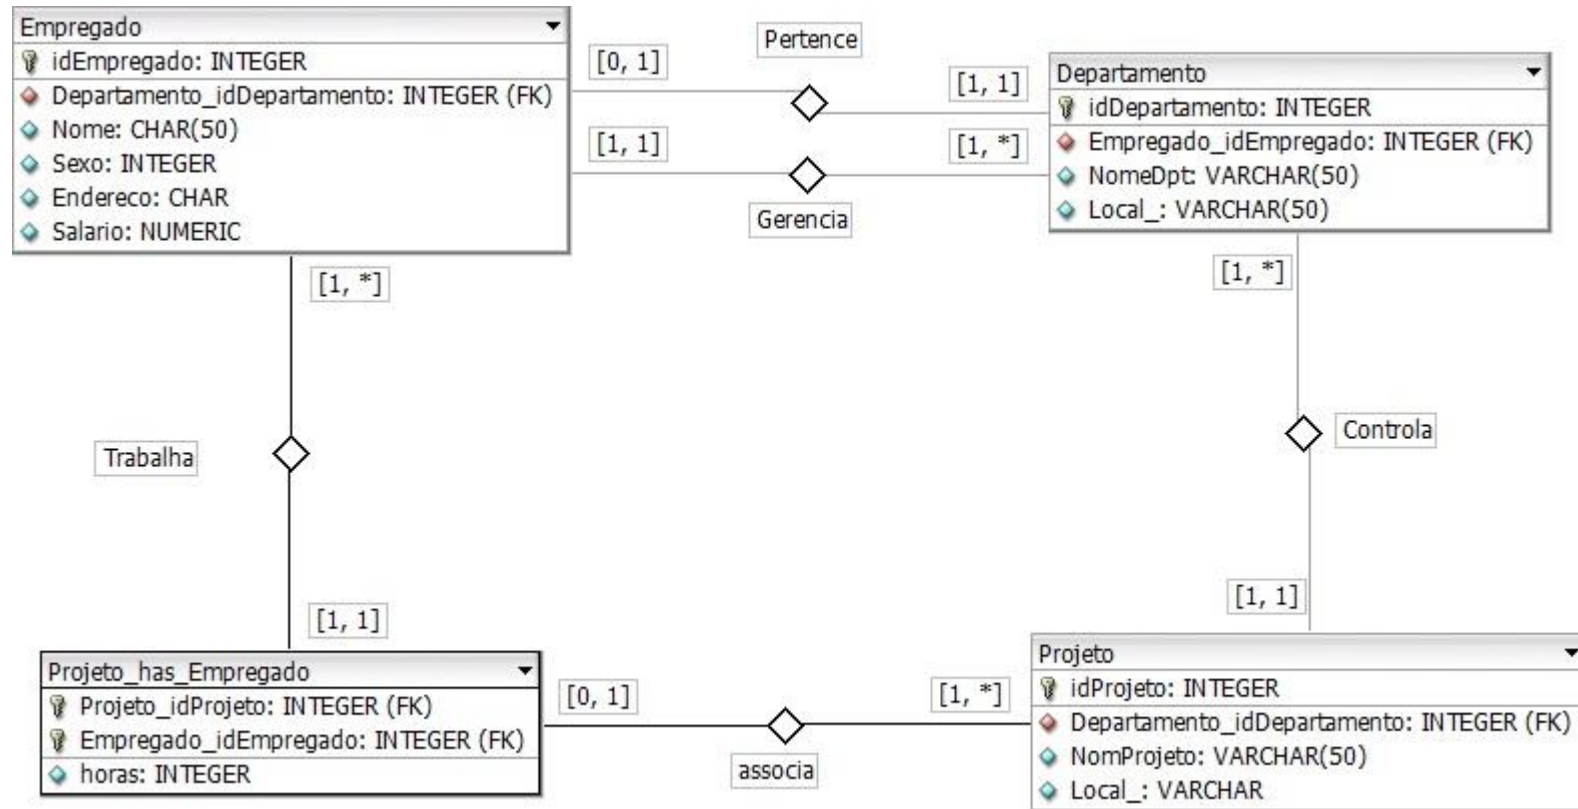 Empregado
idEmpregado: INTEGER
Departamento_idDepartamento: INTEGER (FK)
Nome: CHAR(50)
Sexo: INTEGER
Endereco: CHAR
Salario: NUMERIC
[0, 1]
Pertence
[1, 1]
[1, 1]
Gerencia
[1, *]
Departamento
idDepartamento: INTEGER
Empregado_idEmpregado: INTEGER (FK)
NomeDpt: VARCHAR(50)
Local_: VARCHAR(50)
[1, *]
[1, *]
Trabalha
Controla
[1, 1]
[1, 1]
Projeto_has_Empregado
Projeto_idProjeto: INTEGER (FK)
Empregado_idEmpregado: INTEGER (FK)
horas: INTEGER
[0, 1]
associa
[1, *]
Projeto
idProjeto: INTEGER
Departamento_idDepartamento: INTEGER (FK)
NomProjeto: VARCHAR(50)
Local_: VARCHAR